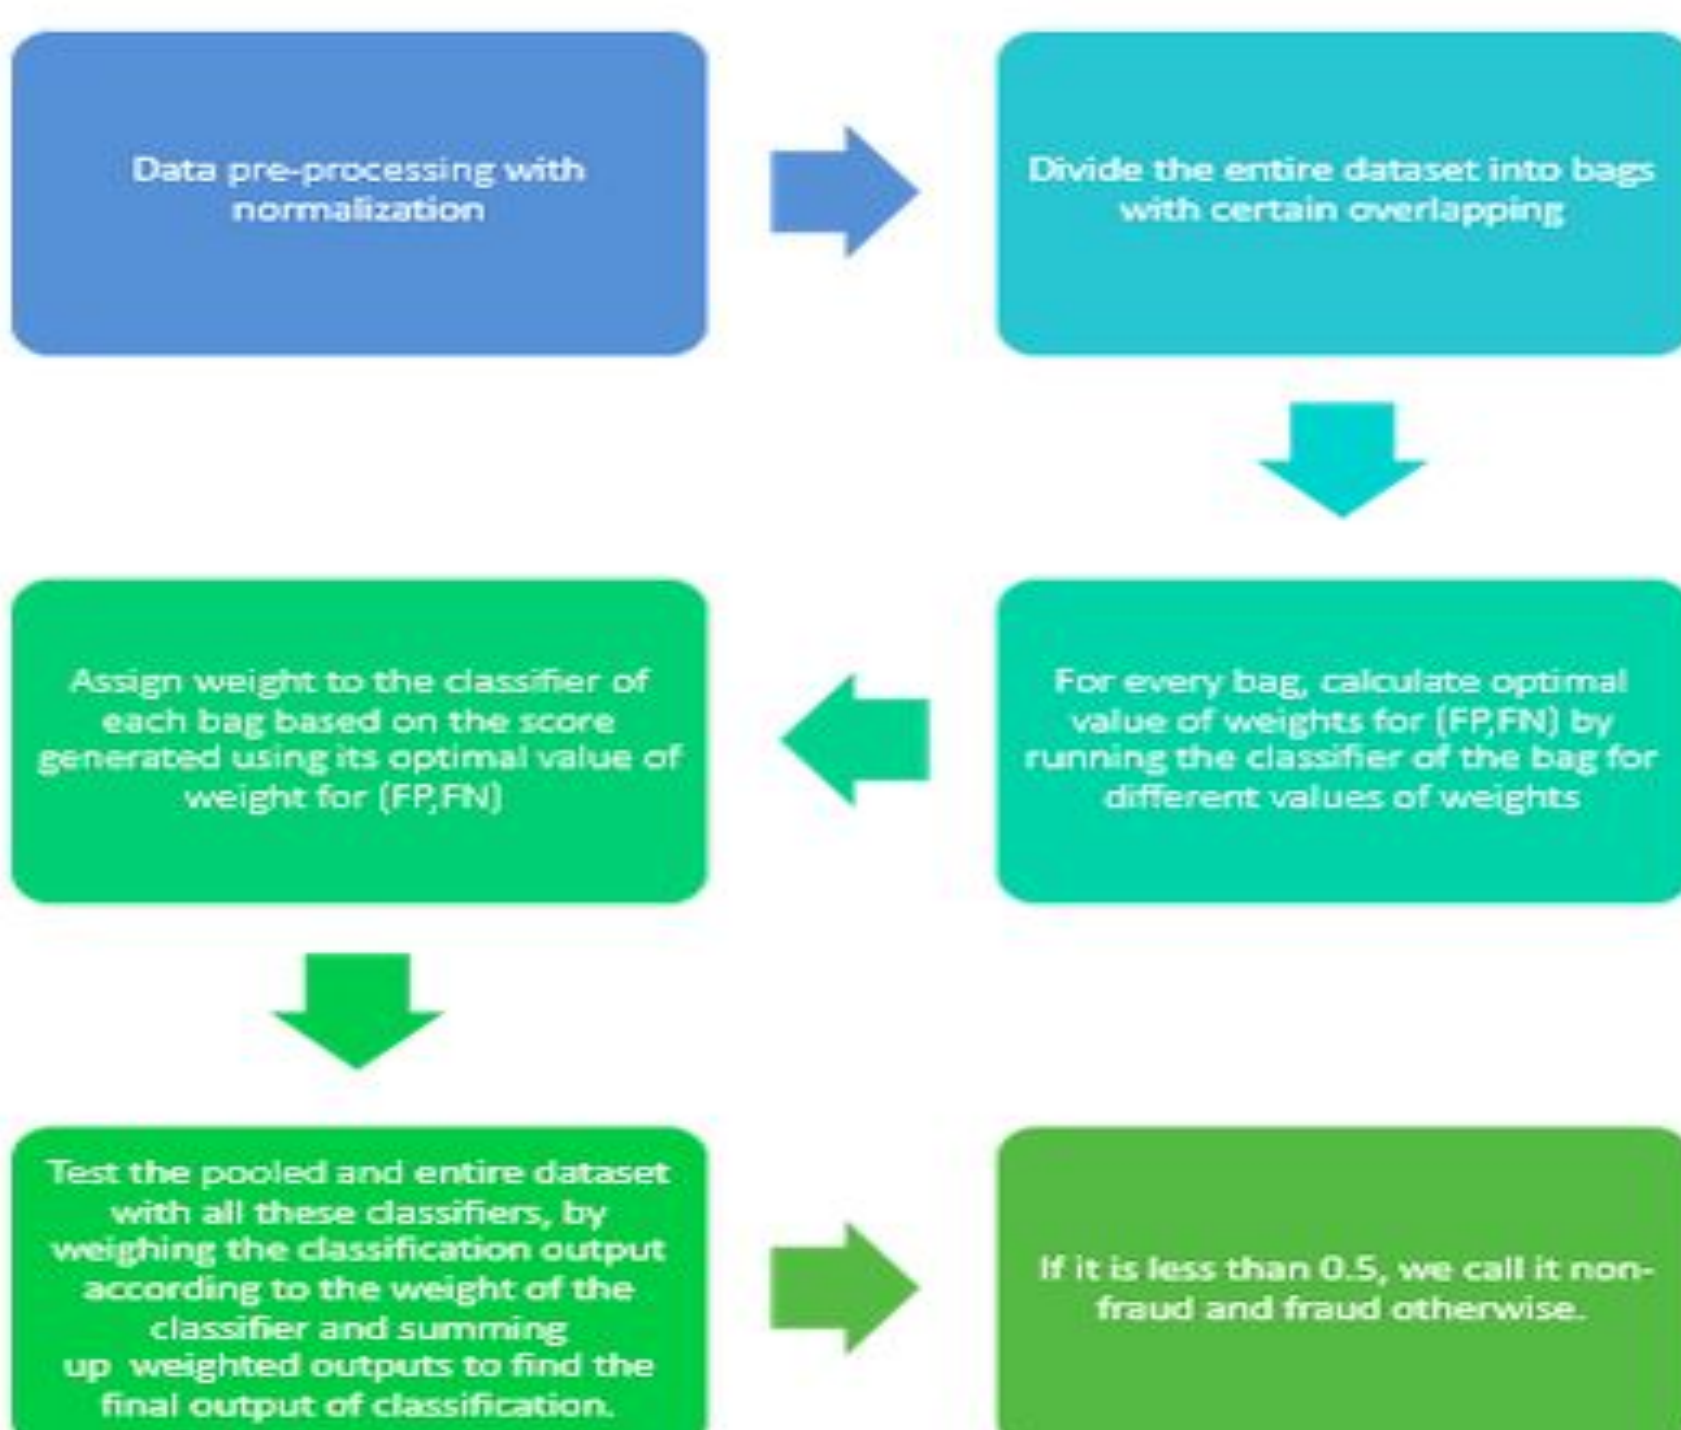 Data pre-processing with
normalization
Divide the entire dataset into bags
with certain overlapping
For every bag, calculate optimal
value of weights for (FP,FN) by
running the classifier of the bag for
different values of weights
Assign weight to the classifier of
each bag based on the score
generated using its optimal value of
weight for (FP,FN)
Test the pooled and entire dataset
with all these classifiers, by
weighing the classification output
according to the weight of the
classifier and summing
up weighted outputs to find the
final output of classification.
If it is less than 0.5, we call it non-
fraud and fraud otherwise.